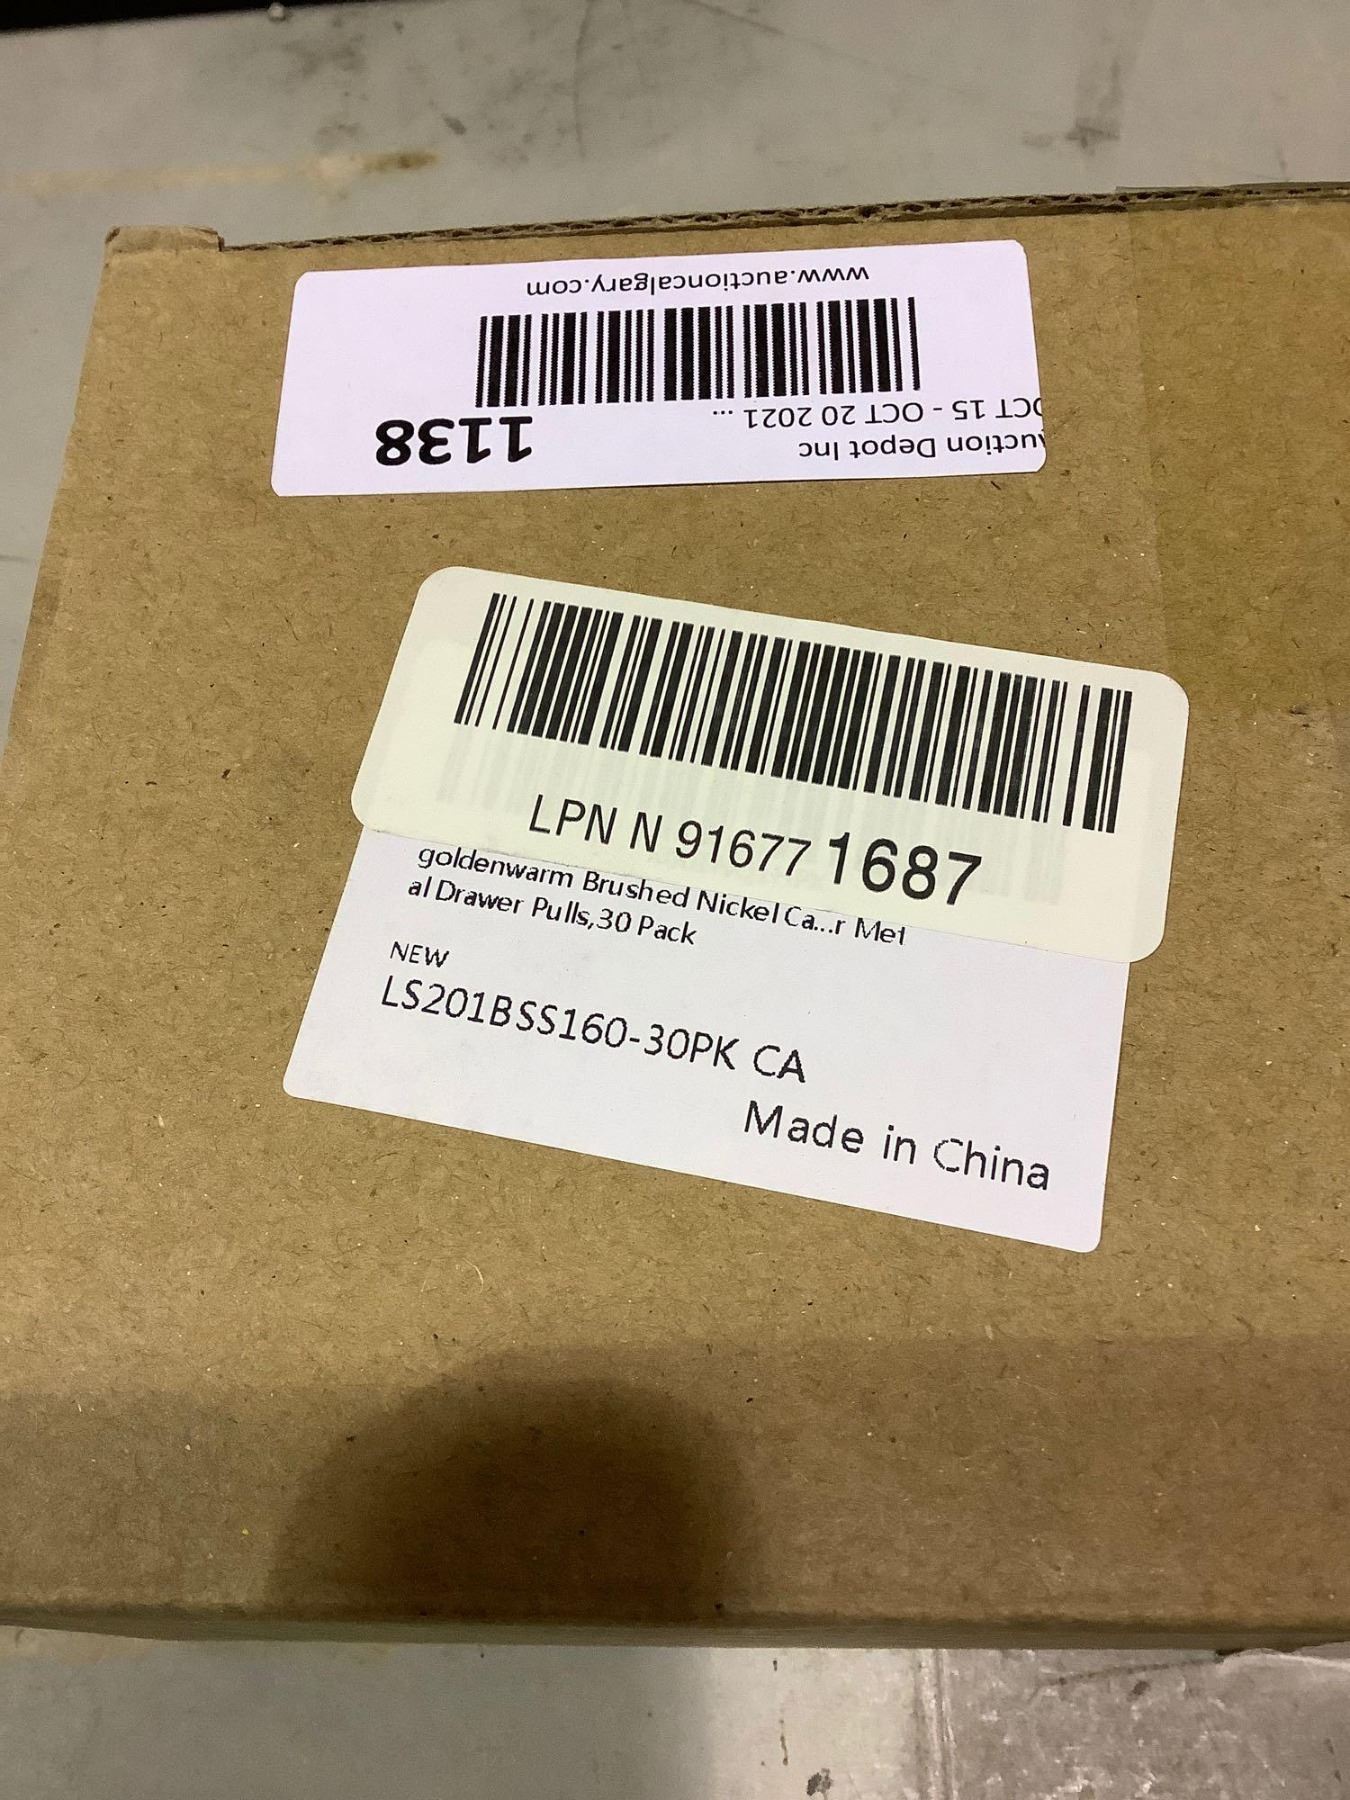 www.auctioncalgary.com
1138
OCT 15 - OCT 20 2021 ...
Auction Depot Inc
LPN N 91677 1687
goldenwarm Brushed Nickel Ca...r Met
al Drawer Pulls,30 Pack
NEW
LS201BSS160-30PK CA
Made in China